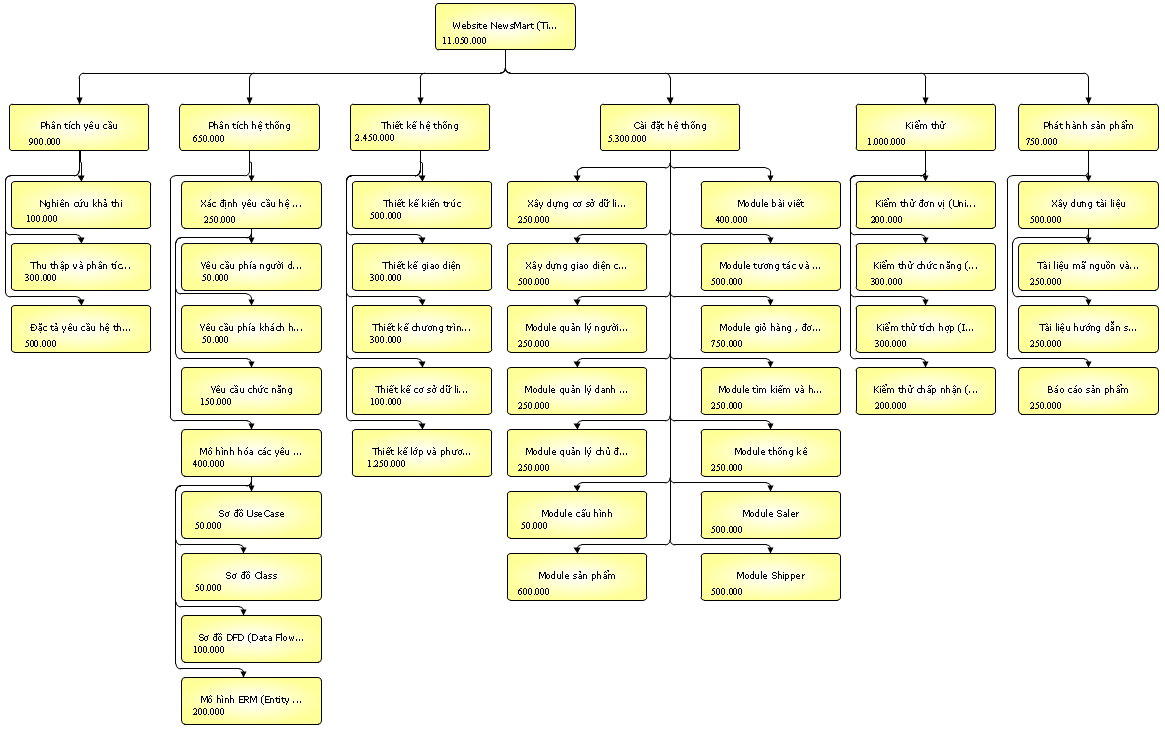 Website NewsMart (Ti...
11.050.000
Phân tích yêu cầu
900.000
Nghiên cứu khả thi
100.000
Thu thập và phân tíc...
300.000
Đặc tả yêu cầu hệ th...
500.000
Phân tích hệ thống
650.000
Xác định yêu cầu hệ ...
250.000
Yêu cầu phía người d...
50.000
Yêu cầu phía khách h...
50.000
Yêu cầu chức năng
150.000
Mô hình hóa các yêu ...
400.000
Sơ đồ UseCase
50.000
Sơ đồ Class
50.000
Sơ đồ DFD (Data Flow...
100.000
Mô hình ERM (Entity ...
200.000
Thiết kế hệ thống
2.450.000
Thiết kế kiến trúc
500.000
Thiết kế giao diện
300.000
Thiết kế chương trìn...
300.000
Thiết kế cơ sở dữ li...
100.000
Thiết kế lớp và phươ...
1.250.000
Cài đặt hệ thống
5.300.000
Xây dựng cơ sở dữ li...
250.000
Xây dựng giao diện c...
500.000
Module quản lý người...
250.000
Module quản lý danh ...
250.000
Module quản lý chủ đ...
250.000
Module cấu hình
50.000
Module sản phẩm
600.000
Module bài viết
400.000
Module tương tác và ...
500.000
Module giỏ hàng , đơ...
750.000
Module tìm kiếm và h...
250.000
Module thống kê
250.000
Module Saler
500.000
Module Shipper
500.000
Kiểm thử
1.000.000
Kiểm thử đơn vị (Uni...
200.000
Kiểm thử chức năng (...
300.000
Kiểm thử tích hợp (I...
300.000
Kiểm thử chấp nhận (...
200.000
Phát hành sản phẩm
750.000
Xây dưng tài liệu
500.000
Tài liệu mã nguồn và...
250.000
Tài liệu hướng dẫn s...
250.000
Báo cáo sản phẩm
250.000